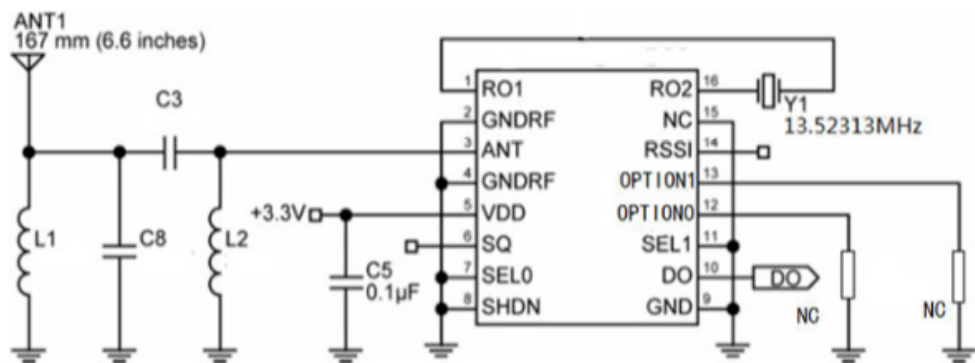 ANT1
167 mm (6.6 inches)
C3
L1
C8
L2
+3.3V
C5
0.1µF
1 RO1
2 GNDRF
3 ANT
4 GNDRF
5 VDD
6 SQ
7 SEL0
8 SHDN
RO2 16
NC 15
RSSI 14
OPTION1 13
OPTION0 12
SEL1 11
DO 10
GND 9
Y1
13.52313MHz
DO
NC
NC